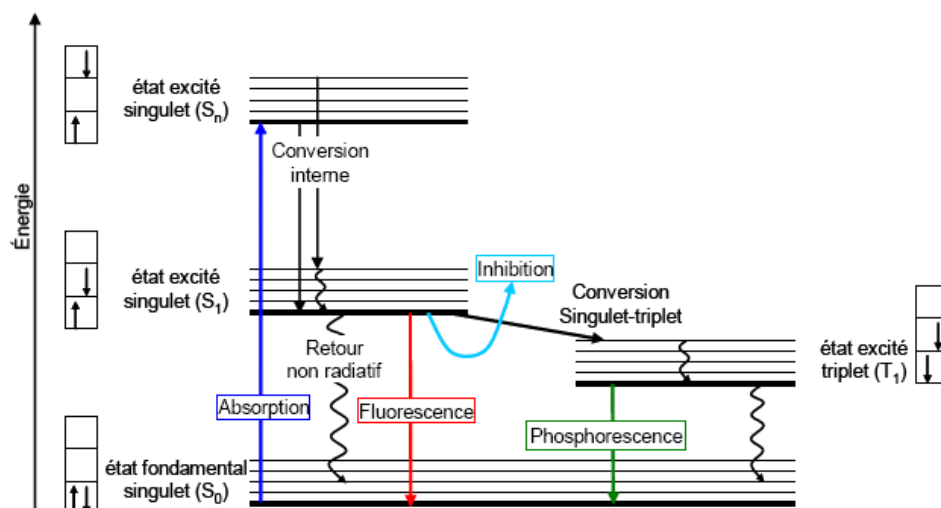 Énergie
état excité
singulet (Sn)
Conversion
interne
état excité
singulet (S1)
Inhibition
Conversion
Singulet-triplet
Retour
non radiatif
état excité
triplet (T1)
Absorption
Fluorescence
Phosphorescence
état fondamental
singulet (S0)